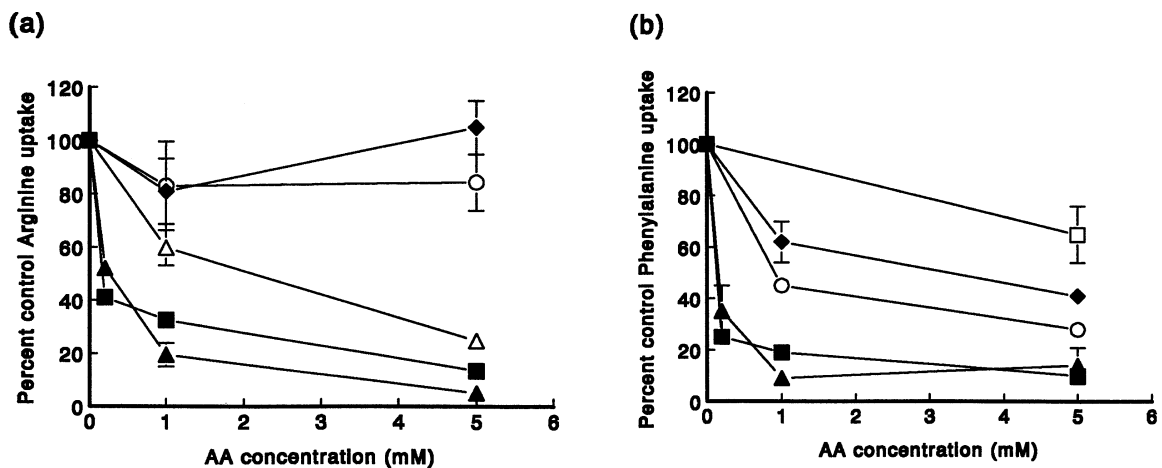 (a)
Percent control Arginine uptake
120
100
80
60
40
20
0
0 1 2 3 4 5 6
AA concentration (mM)
(b)
Percent control Phenylalanine uptake
120
100
80
60
40
20
0
0 1 2 3 4 5 6
AA concentration (mM)